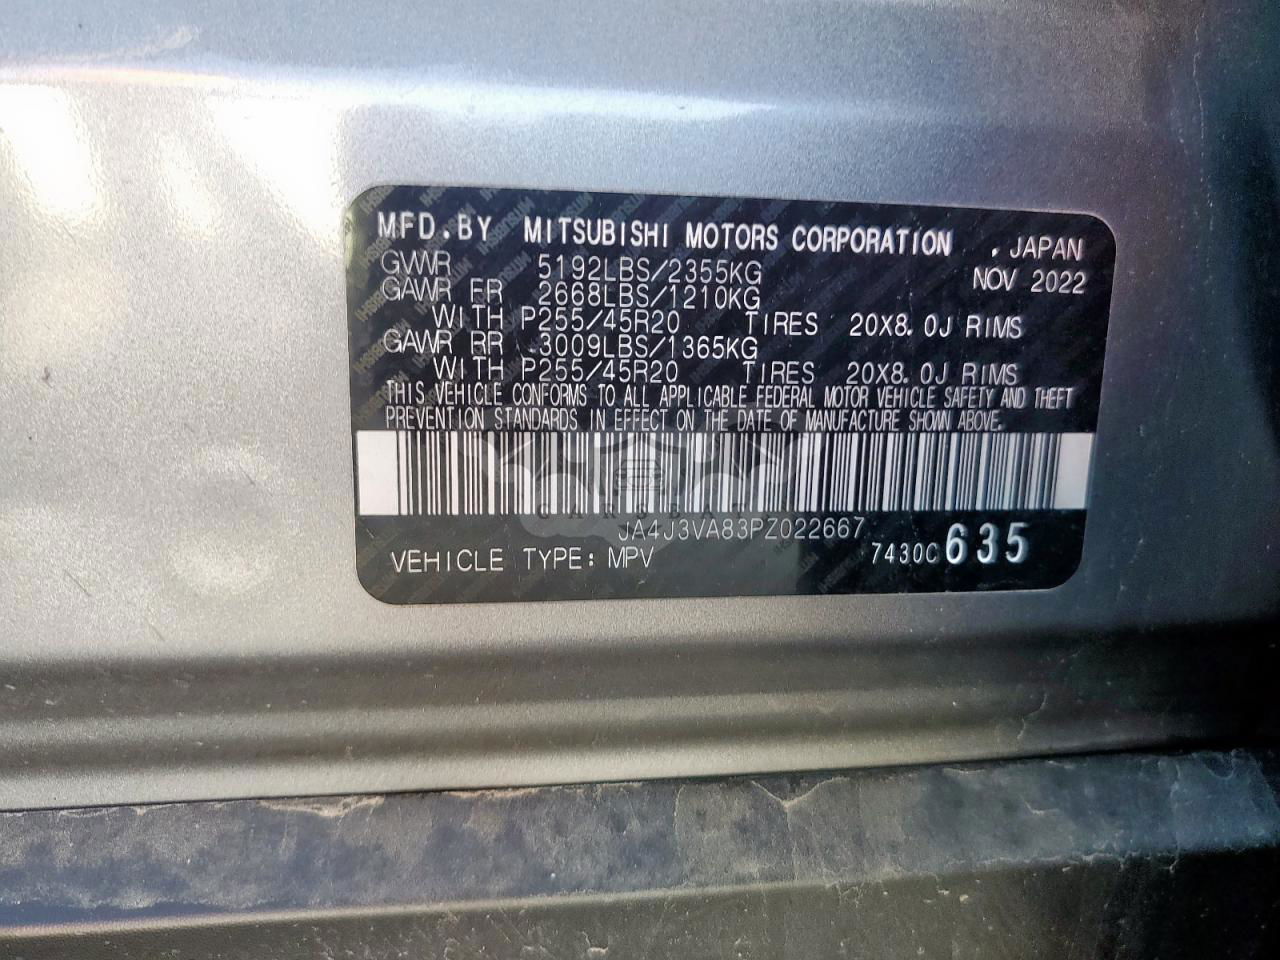 MFD.BY MITSUBISHI MOTORS CORPORATION , JAPAN
GVWR 5192LBS/2355KG NOV 2022
GAWR FR 2668LBS/1210KG
WITH P255/45R20 TIRES 20X8.0J RIMS
GAWR RR 3009LBS/1365KG
WITH P255/45R20 TIRES 20X8.0J RIMS
THIS VEHICLE CONFORMS TO ALL APPLICABLE FEDERAL MOTOR VEHICLE SAFETY AND THEFT
PREVENTION STANDARDS IN EFFECT ON THE DATE OF MANUFACTURE SHOWN ABOVE.
JA4J3VA83PZ022667
VEHICLE TYPE: MPV 7430C 635